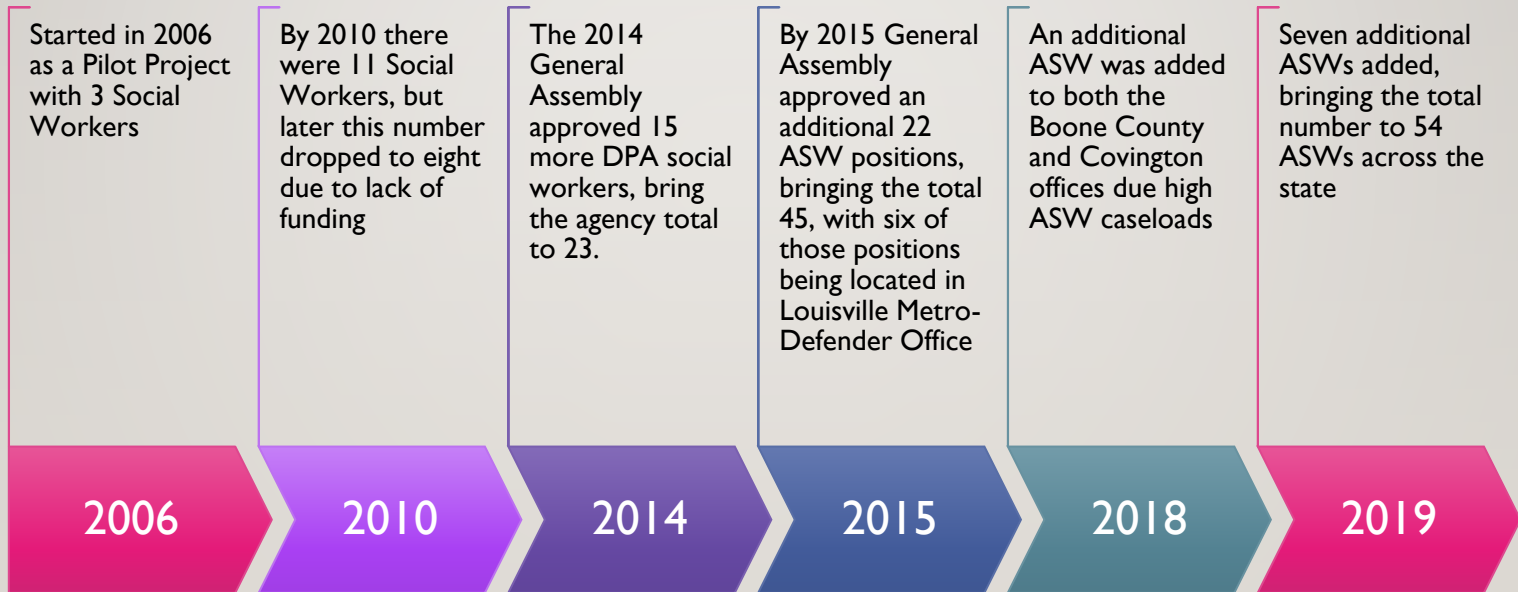 Started in 2006
as a Pilot Project
with 3 Social
Workers
By 2010 there
were 11 Social
Workers, but
later this number
dropped to eight
due to lack of
funding
The 2014
General
Assembly
approved 15
more DPA social
workers, bring
the agency total
to 23.
By 2015 General
Assembly
approved an
additional 22
ASW positions,
bringing the total
45, with six of
those positions
being located in
Louisville Metro-
Defender Office
An additional
ASW was added
to both the
Boone County
and Covington
offices due high
ASW caseloads
Seven additional
ASWs added,
bringing the total
number to 54
ASWs across the
state
2006
2010
2014
2015
2018
2019